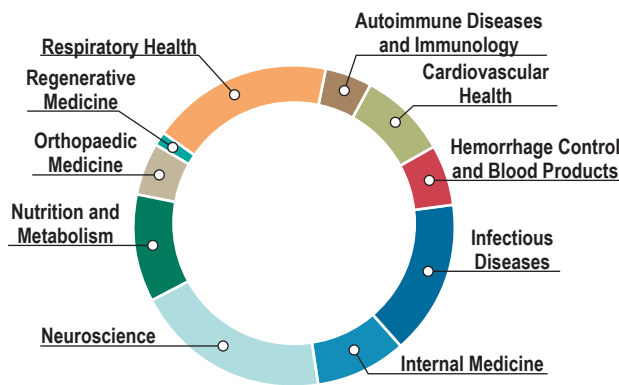 Autoimmune Diseases
and Immunology
Cardiovascular
Health
Hemorrhage Control
and Blood Products
Infectious
Diseases
Internal Medicine
Neuroscience
Nutrition and
Metabolism
Orthopaedic
Medicine
Regenerative
Medicine
Respiratory Health